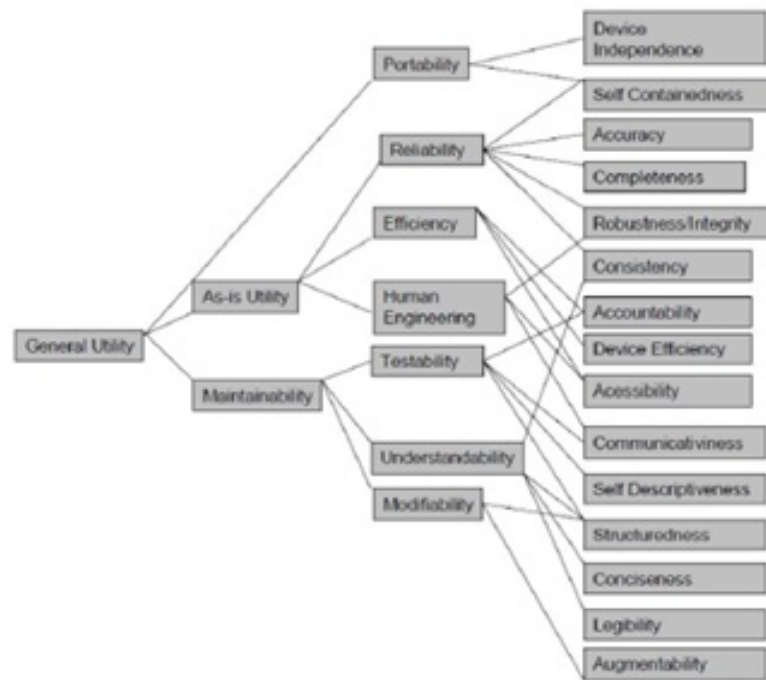 General Utility
As-is Utility
Maintainability
Portability
Reliability
Efficiency
Human
Engineering
Testability
Understandability
Modifiability
Device
Independence
Self Containedness
Accuracy
Completeness
Robustness/Integrity
Consistency
Accountability
Device Efficiency
Acessibility
Communicativiness
Self Descriptiveness
Structuredness
Conciseness
Legibility
Augmentability